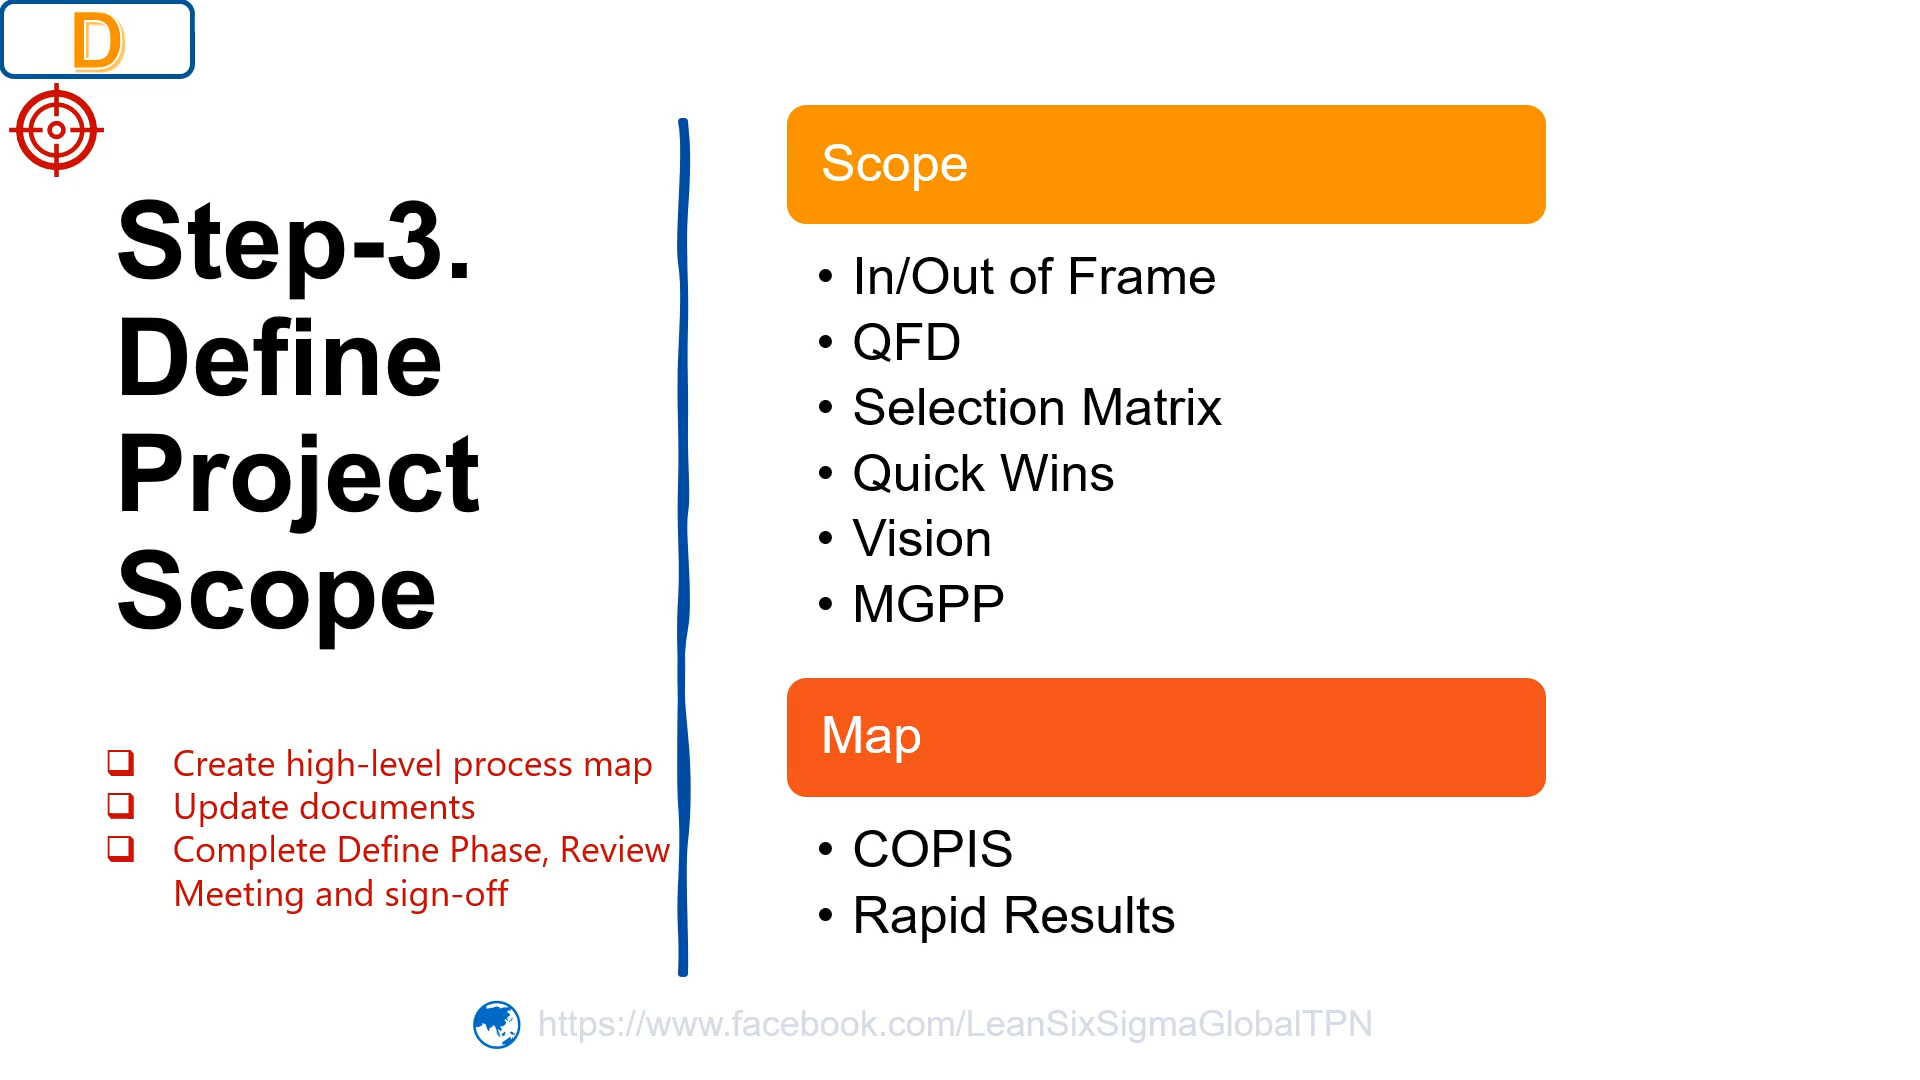 D
Step-3.
Define
Project
Scope
❑ Create high-level process map
❑ Update documents
❑ Complete Define Phase, Review
Meeting and sign-off
Scope
• In/Out of Frame
• QFD
• Selection Matrix
• Quick Wins
• Vision
• MGPP
Map
• COPIS
• Rapid Results
https://www.facebook.com/LeanSixSigmaGlobalTPN